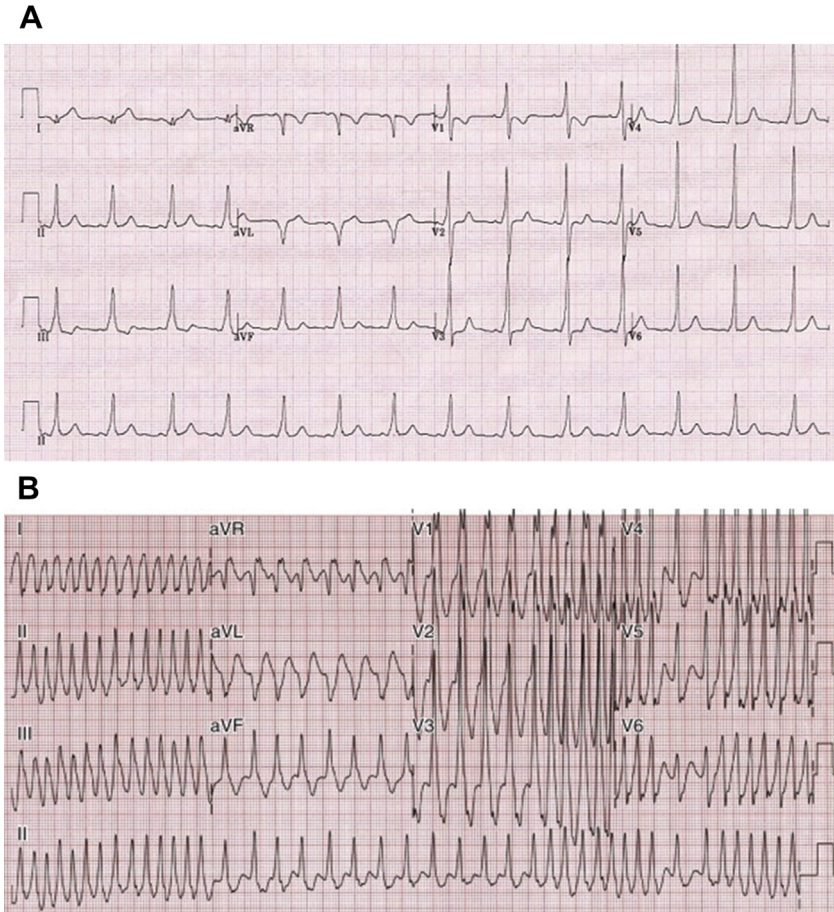 A
I aVR V1 V4
II aVL V2 V5
III aVF V3 V6
II
B
I aVR V1 V4
II aVL V2 V5
III aVF V3 V6
II